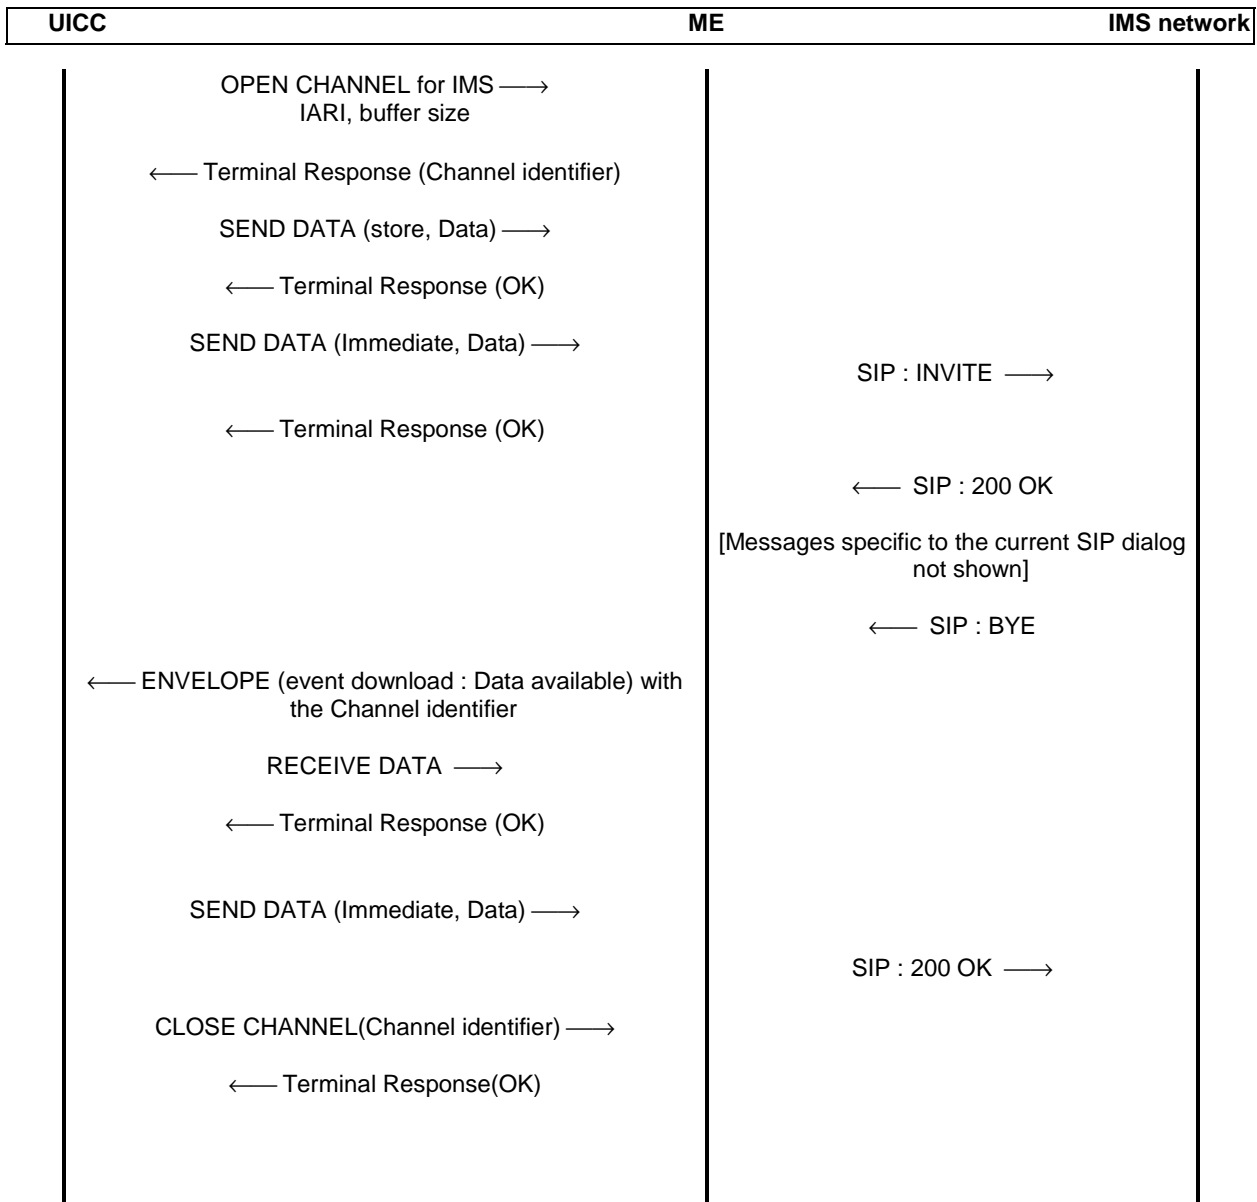 UICC ME IMS network
OPEN CHANNEL for IMS ⟶
IARI, buffer size
⟵ Terminal Response (Channel identifier)
SEND DATA (store, Data) ⟶
⟵ Terminal Response (OK)
SEND DATA (Immediate, Data) ⟶
SIP : INVITE ⟶
⟵ Terminal Response (OK)
⟵ SIP : 200 OK
[Messages specific to the current SIP dialog
not shown]
⟵ SIP : BYE
⟵ ENVELOPE (event download : Data available) with
the Channel identifier
RECEIVE DATA ⟶
⟵ Terminal Response (OK)
SEND DATA (Immediate, Data) ⟶
SIP : 200 OK ⟶
CLOSE CHANNEL(Channel identifier) ⟶
⟵ Terminal Response(OK)